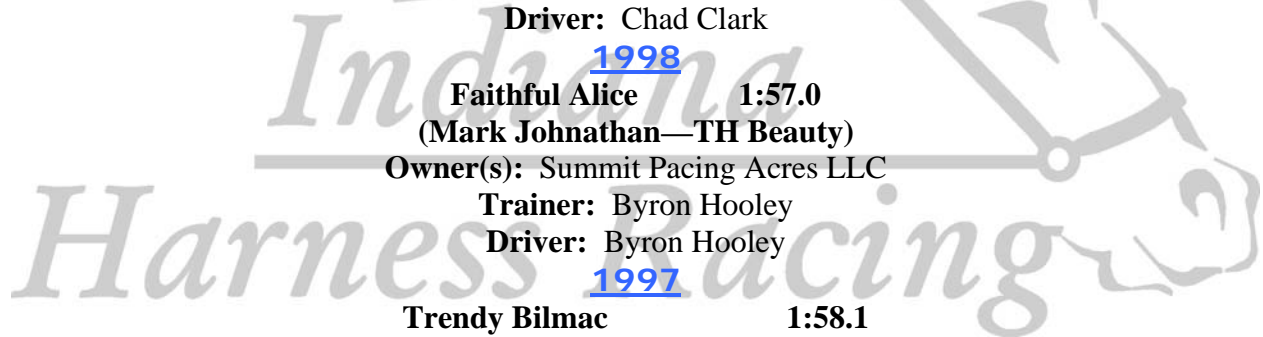 Driver: Chad Clark
1998
Faithful Alice 1:57.0
(Mark Johnathan—TH Beauty)
Owner(s): Summit Pacing Acres LLC
Trainer: Byron Hooley
Driver: Byron Hooley
1997
Trendy Bilmac 1:58.1
Indiana
Harness Racing